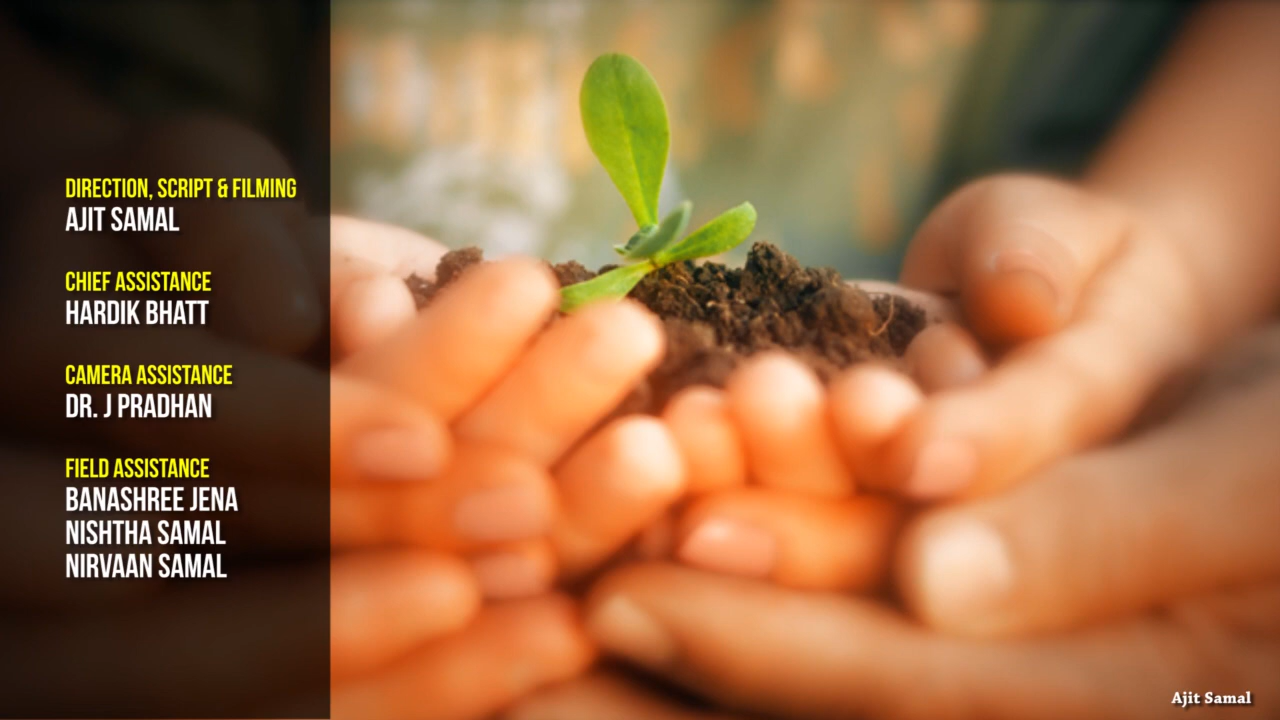 DIRECTION, SCRIPT & FILMING
AJIT SAMAL
CHIEF ASSISTANCE
HARDIK BHATT
CAMERA ASSISTANCE
DR. J PRADHAN
FIELD ASSISTANCE
BANASHREE JENA
NISHTHA SAMAL
NIRVAAN SAMAL
Ajit Samal